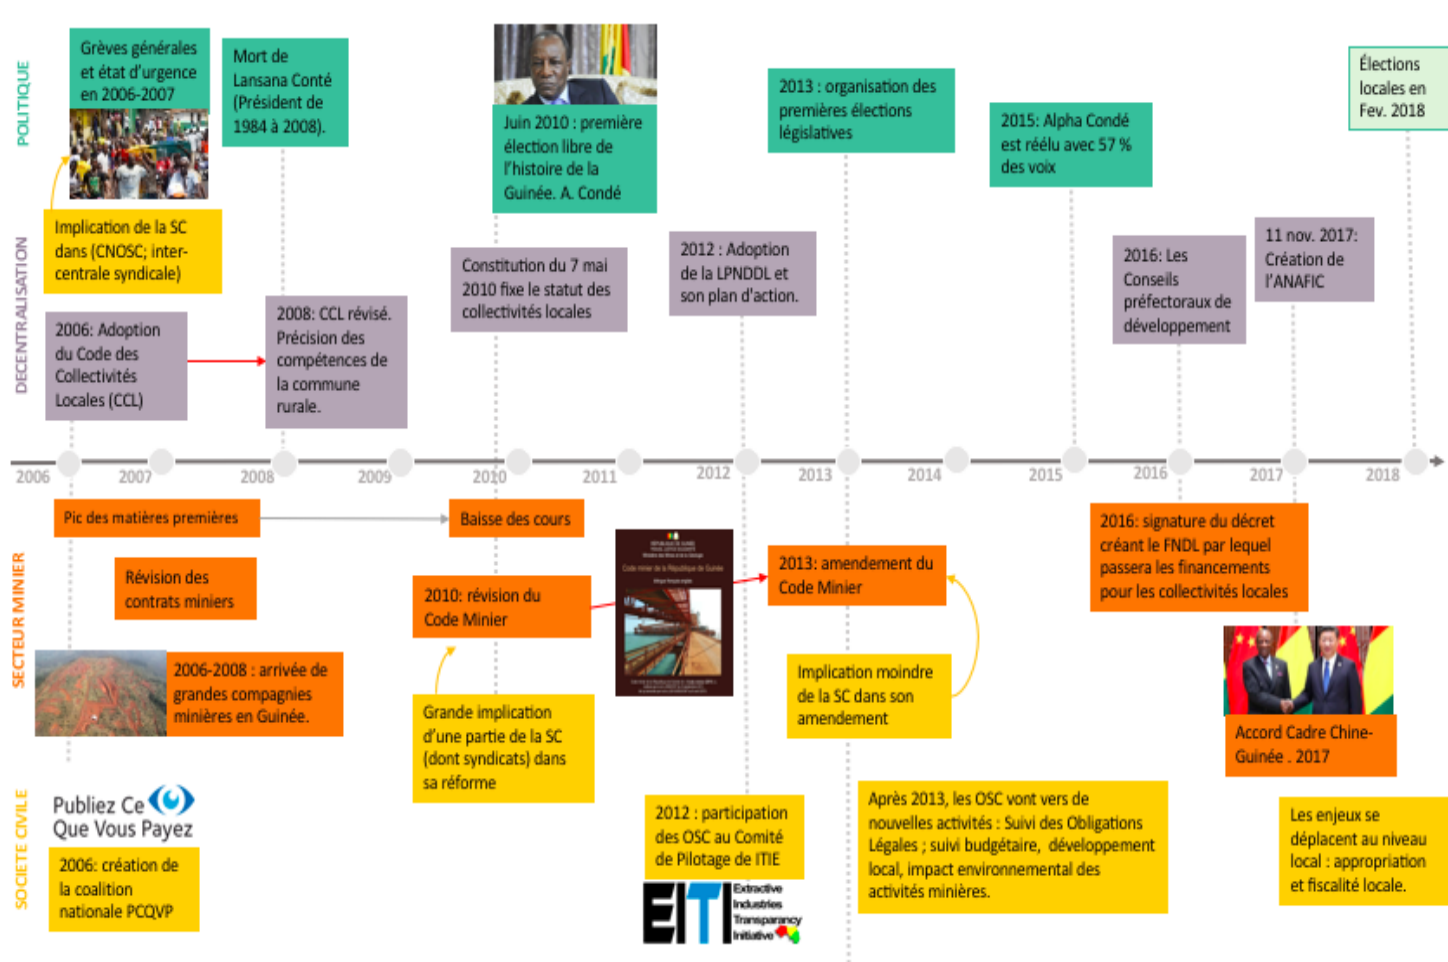 POLITIQUE
Grèves générales
et état d'urgence
en 2006-2007
Mort de
Lansana Conté
(Président de
1984 à 2008).
Juin 2010 : première
élection libre de
l'histoire de la
Guinée. A. Condé
2013 : organisation des
premières élections
législatives
2015: Alpha Condé
est réélu avec 57 %
des voix
Élections
locales en
Fev. 2018
Implication de la SC
dans (CNOSC; inter-
centrale syndicale)
DECENTRALISATION
2006: Adoption
du Code des
Collectivités
Locales (CCL)
2008: CCL révisé.
Précision des
compétences de
la commune
rurale.
Constitution du 7 mai
2010 fixe le statut des
collectivités locales
2012 : Adoption
de la LPNDDL et
son plan d'action.
2016: Les
Conseils
préfectoraux de
développement
11 nov. 2017:
Création de
l'ANAFIC
2006
2007
2008
2009
2010
2011
2012
2013
2014
2015
2016
2017
2018
SECTEUR MINIER
Pic des matières premières
Baisse des cours
Révision des
contrats miniers
2006-2008 : arrivée de
grandes compagnies
minières en Guinée.
2010: révision du
Code Minier
Code minier de la République de Guinée
2013: amendement du
Code Minier
2016: signature du décret
créant le FNDL par lequel
passera les financements
pour les collectivités locales
Accord Cadre Chine-
Guinée . 2017
Grande implication
d'une partie de la SC
(dont syndicats) dans
sa réforme
Implication moindre
de la SC dans son
amendement
SOCIETE CIVILE
Publiez Ce
Que Vous Payez
2006: création de
la coalition
nationale PCQVP
2012 : participation
des OSC au Comité
de Pilotage de ITIE
EITI
Extractive
Industries
Transparency
Initiative
Après 2013, les OSC vont vers de
nouvelles activités : Suivi des Obligations
Légales ; suivi budgétaire, développement
local, impact environnemental des
activités minières.
Les enjeux se
déplacent au niveau
local : appropriation
et fiscalité locale.